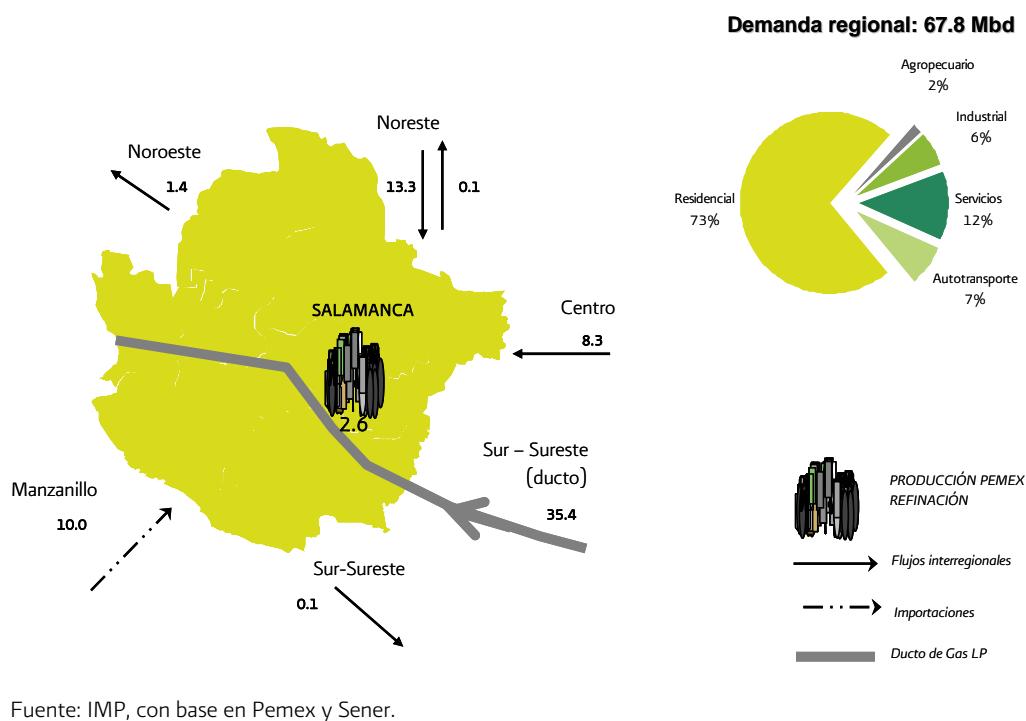 Demanda regional: 67.8 Mbd
Agropecuario
2%
Industrial
6%
Residencial
73%
Servicios
12%
Autotransporte
7%
Noreste
13.3
0.1
Noroeste
1.4
SALAMANCA
2.6
Centro
8.3
Sur – Sureste
(ducto)
35.4
Manzanillo
10.0
Sur-Sureste
0.1
PRODUCCIÓN PEMEX
REFINACIÓN
Flujos interregionales
Importaciones
Ducto de Gas LP
Fuente: IMP, con base en Pemex y Sener.